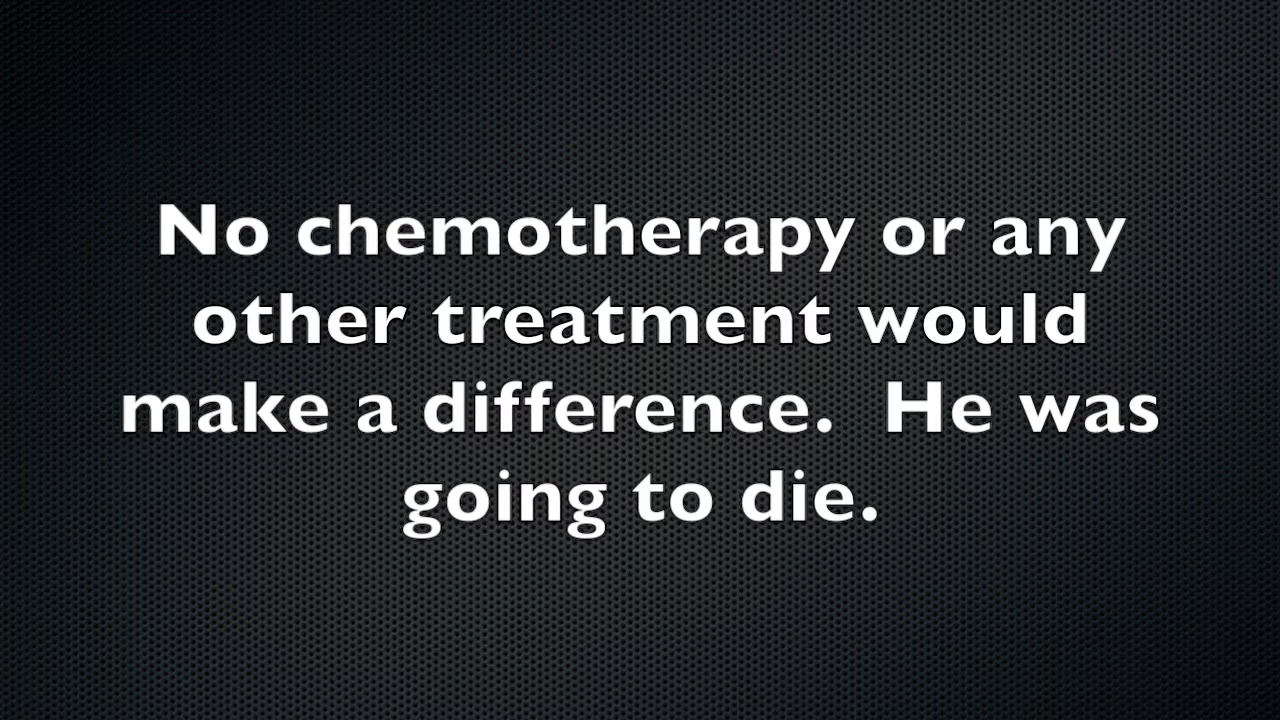 No chemotherapy or any
other treatment would
make a difference.  He was
going to die.